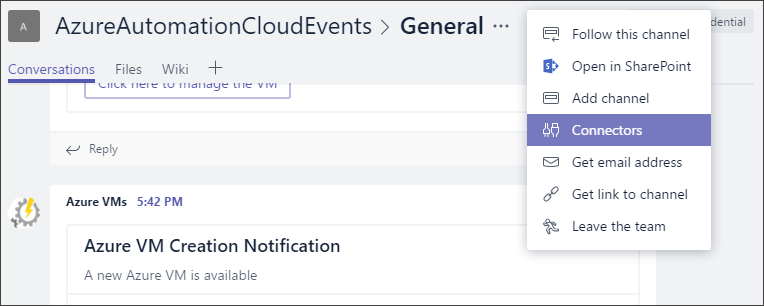 A
AzureAutomationCloudEvents > General ···
Conversations Files Wiki +
Click here to manage the VM
Reply
Azure VMs 5:42 PM
Azure VM Creation Notification
A new Azure VM is available
Follow this channel
Open in SharePoint
Add channel
Connectors
Get email address
Get link to channel
Leave the team